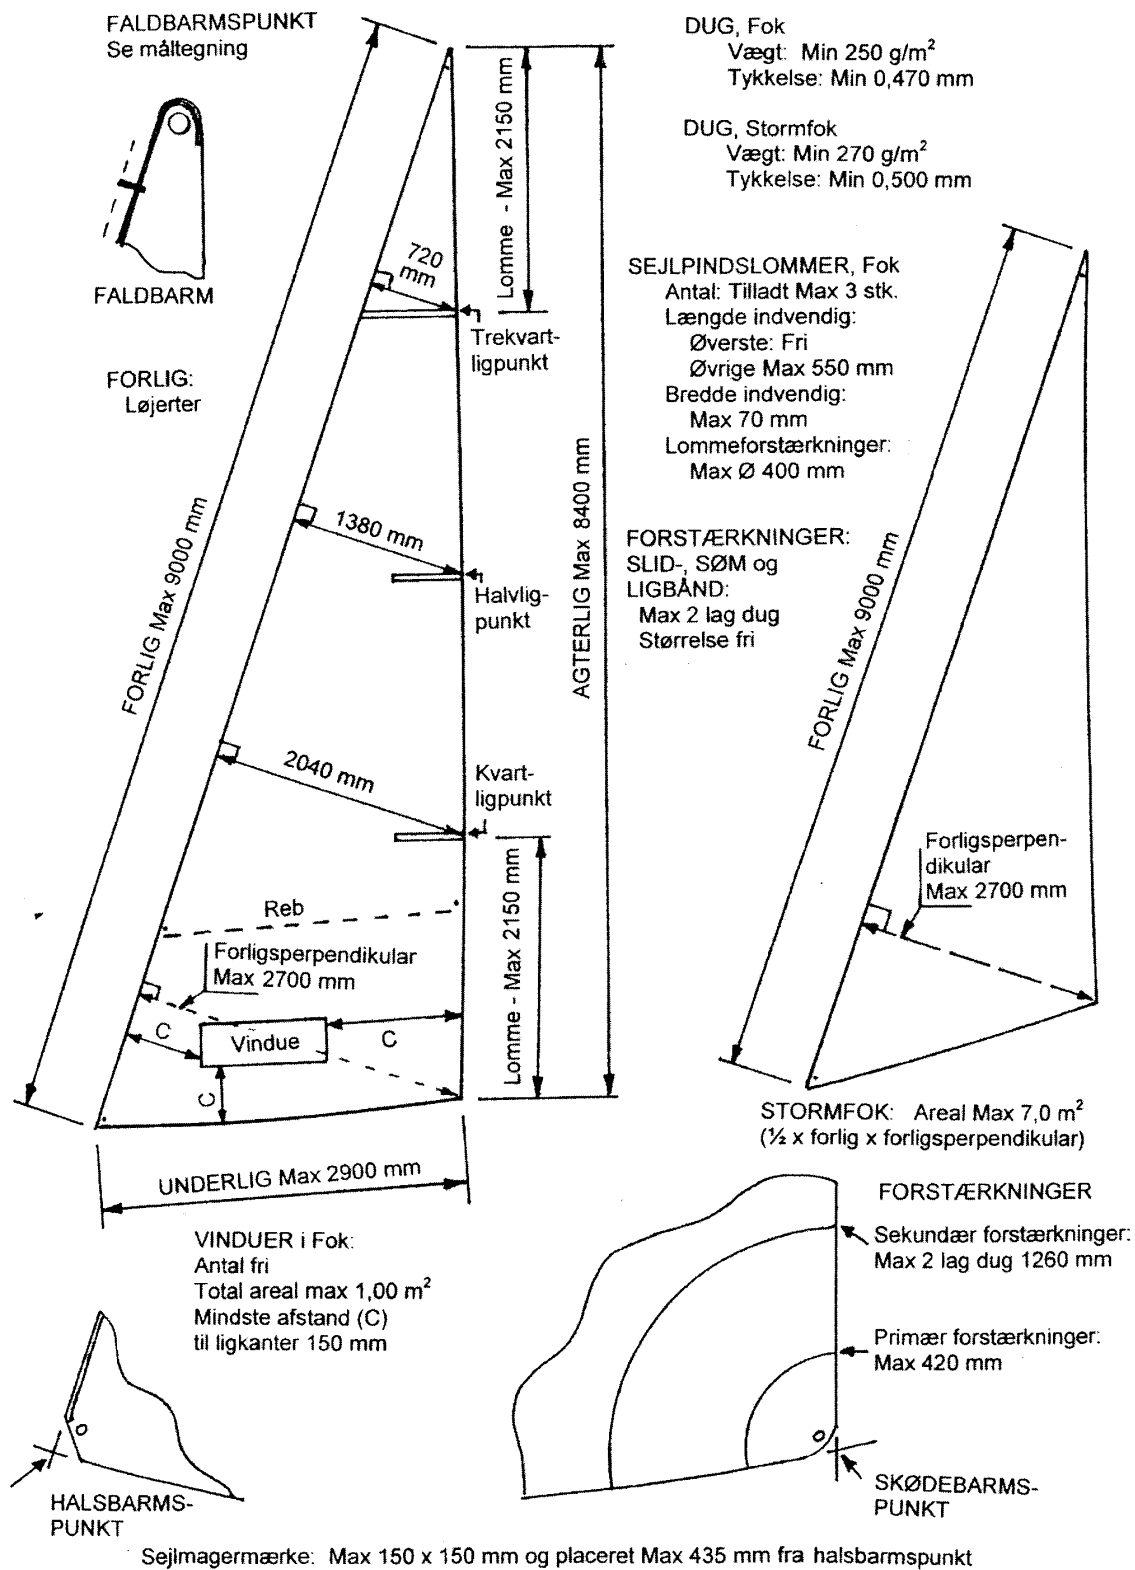 FALDBARMSPUNKT
Se måltegning
FALDBARM
FORLIG:
Løjerter
FORLIG Max 9000 mm
720
mm
Lomme - Max 2150 mm
Trekvart-
ligpunkt
1380 mm
Halvlig-
punkt
AGTERLIG Max 8400 mm
2040 mm
Kvart-
ligpunkt
Lomme - Max 2150 mm
Reb
Forligsperpendikular
Max 2700 mm
C
Vindue
C
C
UNDERLIG Max 2900 mm
DUG, Fok
Vægt: Min 250 g/m²
Tykkelse: Min 0,470 mm
DUG, Stormfok
Vægt: Min 270 g/m²
Tykkelse: Min 0,500 mm
SEJLPINDSLOMMER, Fok
Antal: Tilladt Max 3 stk.
Længde indvendig:
Øverste: Fri
Øvrige Max 550 mm
Bredde indvendig:
Max 70 mm
Lommeforstærkninger:
Max Ø 400 mm
FORSTÆRKNINGER:
SLID-, SØM og
LIGBÅND:
Max 2 lag dug
Størrelse fri
FORLIG Max 9000 mm
Forligsperpen-
dikular
Max 2700 mm
STORMFOK: Areal Max 7,0 m²
(½ x forlig x forligsperpendikular)
VINDUER i Fok:
Antal fri
Total areal max 1,00 m²
Mindste afstand (C)
til ligkanter 150 mm
HALSBARMS-
PUNKT
FORSTÆRKNINGER
Sekundær forstærkninger:
Max 2 lag dug 1260 mm
Primær forstærkninger:
Max 420 mm
SKØDEBARMS-
PUNKT
Sejlmagermærke: Max 150 x 150 mm og placeret Max 435 mm fra halsbarmspunkt